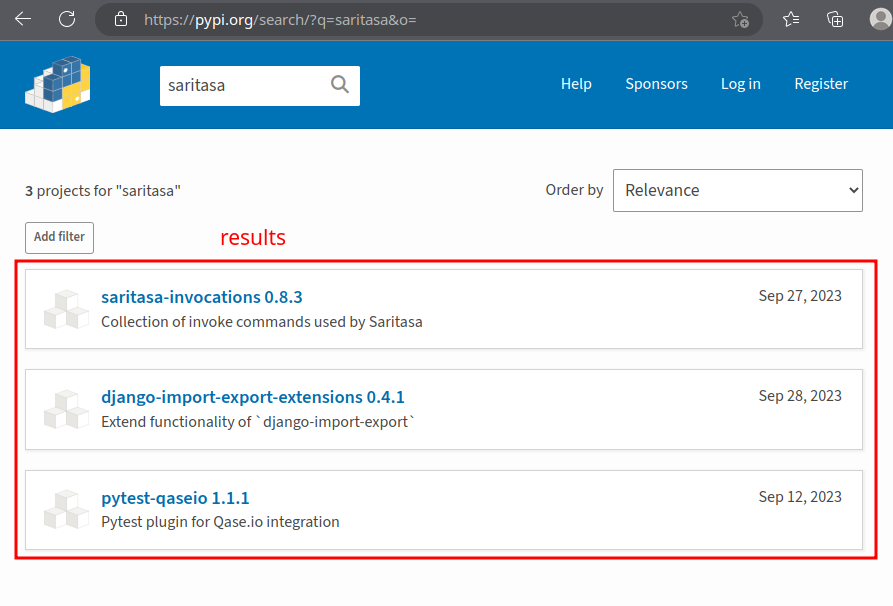 https://pypi.org/search/?q=saritasa&o=
saritasa
Help Sponsors Log in Register
3 projects for "saritasa"
Order by Relevance
Add filter
results
saritasa-invocations 0.8.3 Sep 27, 2023
Collection of invoke commands used by Saritasa
django-import-export-extensions 0.4.1 Sep 28, 2023
Extend functionality of `django-import-export`
pytest-qaseio 1.1.1 Sep 12, 2023
Pytest plugin for Qase.io integration